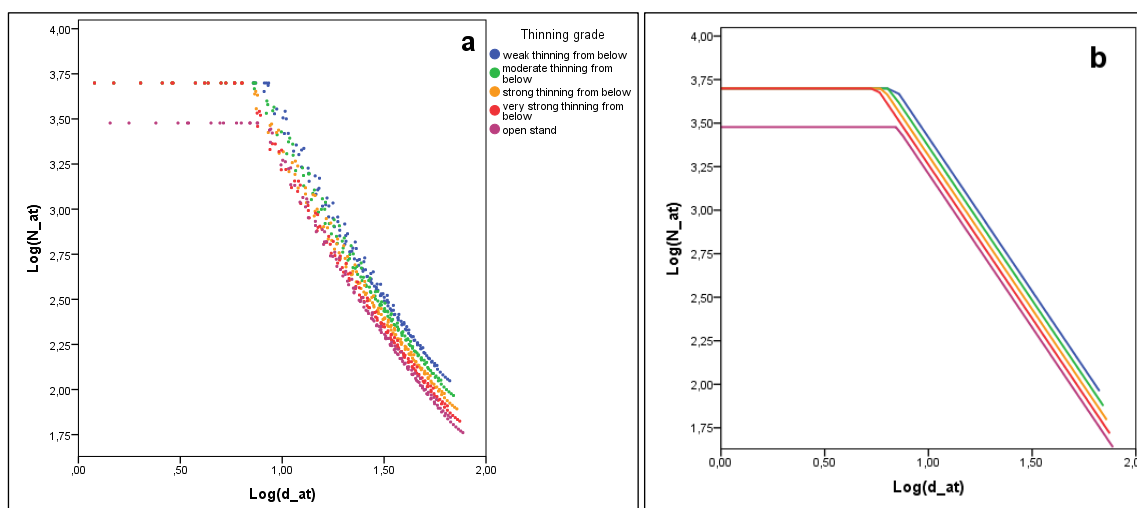 a
Thinning grade
weak thinning from below
moderate thinning from
below
strong thinning from below
very strong thinning from
below
open stand
4,00
3,75
3,50
3,25
3,00
2,75
2,50
2,25
2,00
1,75
Log(N_at)
,00
,50
1,00
1,50
2,00
Log(d_at)
b
4,00
3,75
3,50
3,25
3,00
2,75
2,50
2,25
2,00
1,75
Log(N_at)
0,00
0,50
1,00
1,50
2,0
Log(d_at)